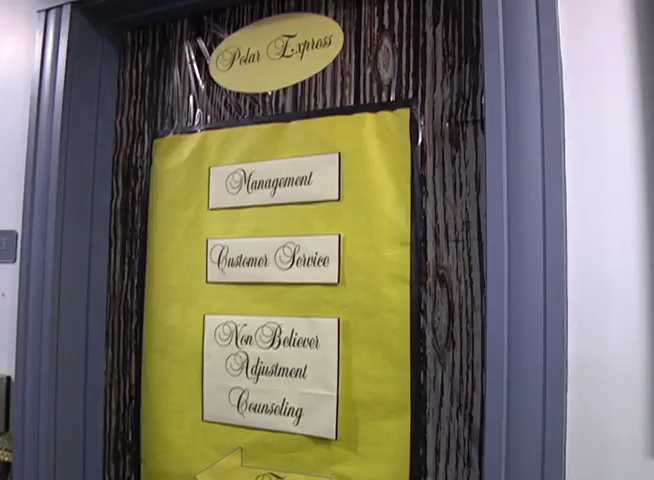 Polar Express
Management
Customer Service
Non Believer
Adjustment
Counseling